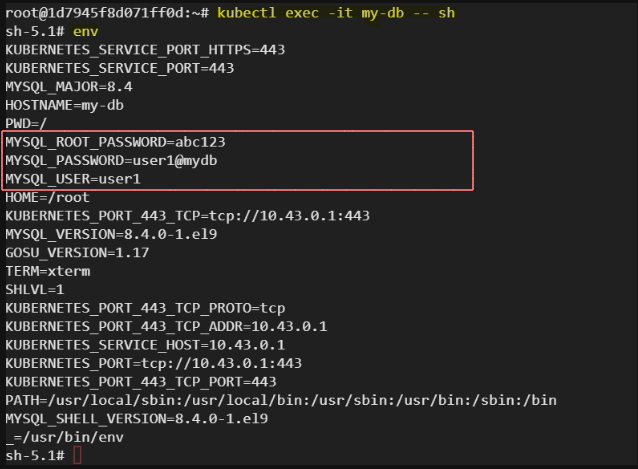 root@1d7945f8d071ff0d:~# kubectl exec -it my-db -- sh
sh-5.1# env
KUBERNETES_SERVICE_PORT_HTTPS=443
KUBERNETES_SERVICE_PORT=443
MYSQL_MAJOR=8.4
HOSTNAME=my-db
PWD=/
MYSQL_ROOT_PASSWORD=abc123
MYSQL_PASSWORD=user1@mydb
MYSQL_USER=user1
HOME=/root
KUBERNETES_PORT_443_TCP=tcp://10.43.0.1:443
MYSQL_VERSION=8.4.0-1.el9
GOSU_VERSION=1.17
TERM=xterm
SHLVL=1
KUBERNETES_PORT_443_TCP_PROTO=tcp
KUBERNETES_PORT_443_TCP_ADDR=10.43.0.1
KUBERNETES_SERVICE_HOST=10.43.0.1
KUBERNETES_PORT=tcp://10.43.0.1:443
KUBERNETES_PORT_443_TCP_PORT=443
PATH=/usr/local/sbin:/usr/local/bin:/usr/sbin:/usr/bin:/sbin:/bin
MYSQL_SHELL_VERSION=8.4.0-1.el9
_=/usr/bin/env
sh-5.1#